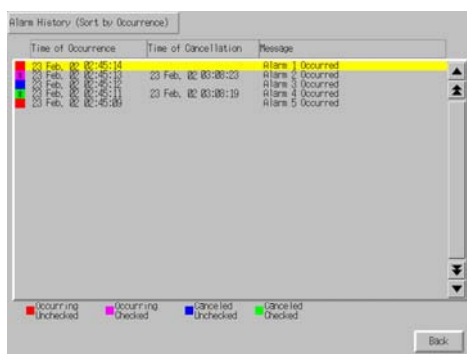 Alarm History (Sort by Occurrence)
Time of Occurrence Time of Cancellation Message
23 Feb. 02 02:45:14 Alarm 1 Occurred
23 Feb. 02 02:45:13 23 Feb. 02 03:08:23 Alarm 2 Occurred
23 Feb. 02 02:45:12 Alarm 3 Occurred
23 Feb. 02 02:45:11 23 Feb. 02 03:08:19 Alarm 4 Occurred
23 Feb. 02 02:45:09 Alarm 5 Occurred
Occurring Occurring Canceled Canceled
Unchecked Checked Unchecked Checked
Back